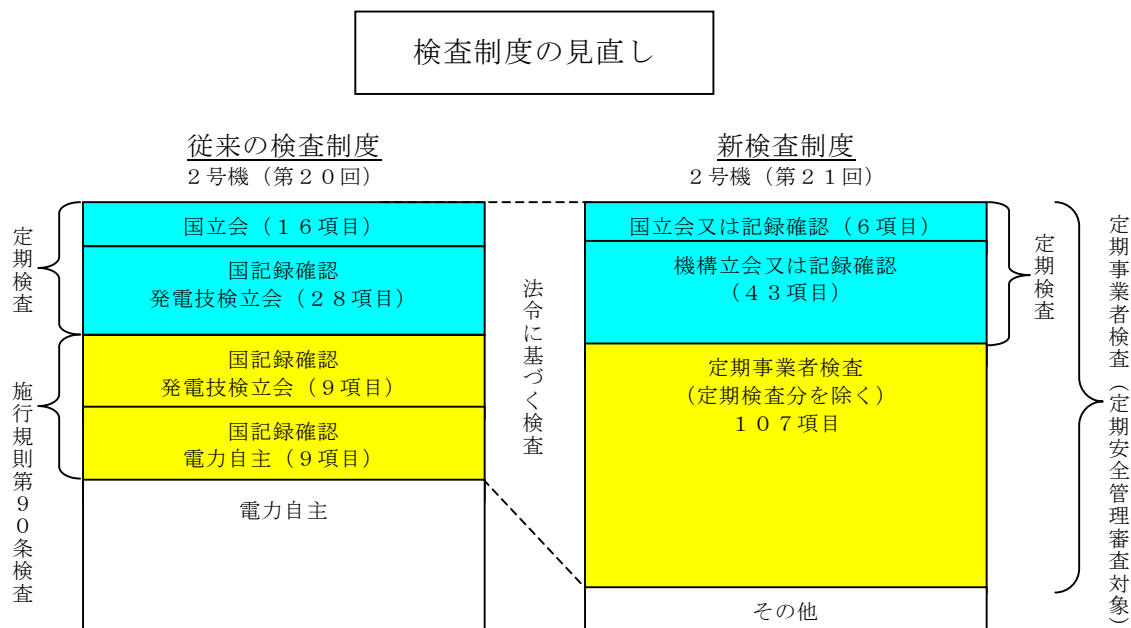 検査制度の見直し
従来の検査制度
２号機（第２０回）
定期検査
国立会（１６項目）
国記録確認
発電技検立会（２８項目）
施行規則第９０条検査
国記録確認
発電技検立会（９項目）
国記録確認
電力自主（９項目）
電力自主
法令に基づく検査
新検査制度
２号機（第２１回）
国立会又は記録確認（６項目）
機構立会又は記録確認
（４３項目）
定期事業者検査
（定期検査分を除く）
１０７項目
その他
定期検査
定期事業者検査（定期安全管理審査対象）